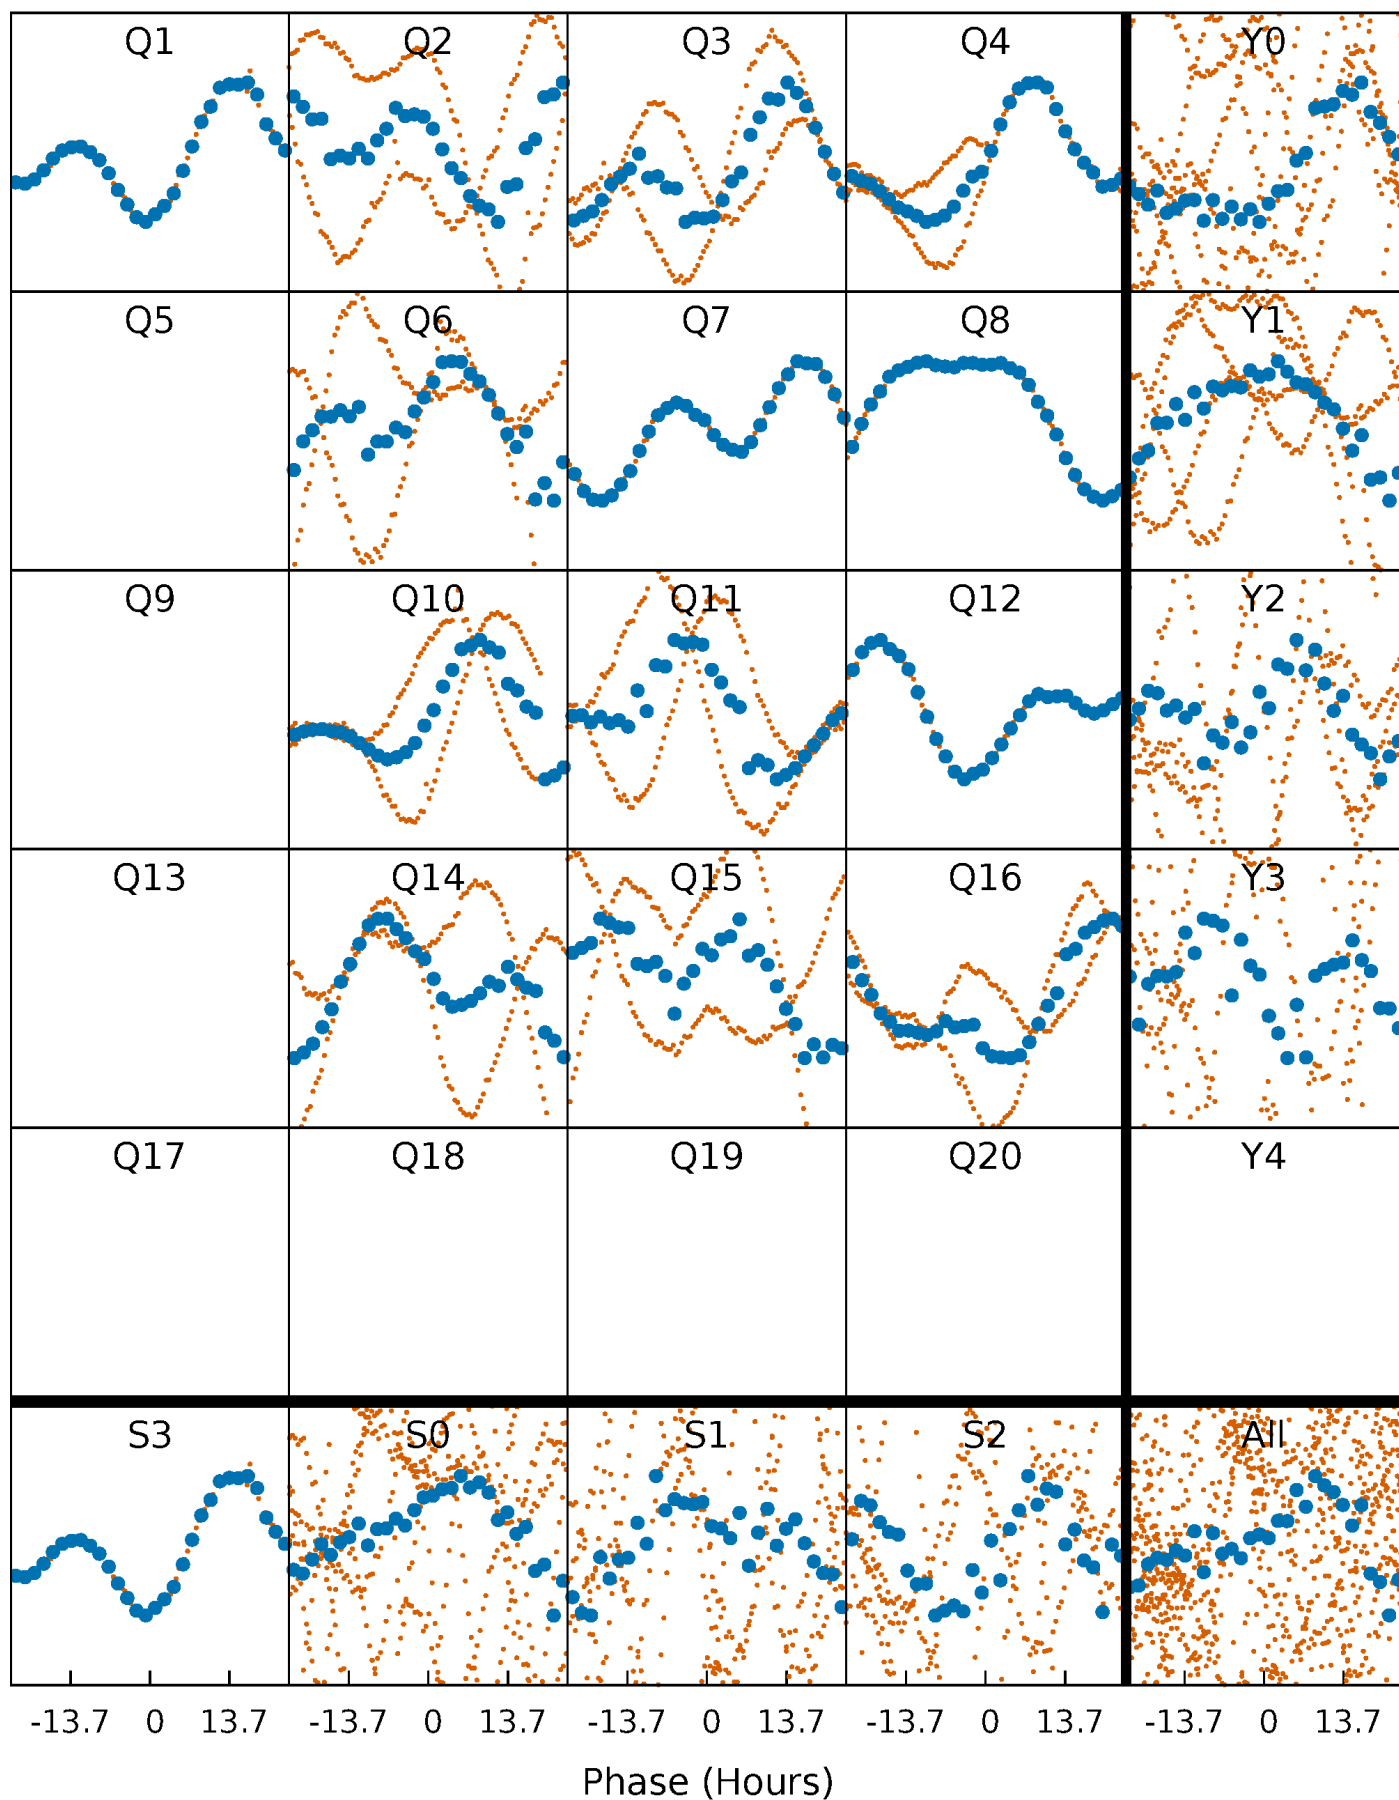 Q1 Q2 Q3 Q4 Y0
Q5 Q6 Q7 Q8 Y1
Q9 Q10 Q11 Q12 Y2
Q13 Q14 Q15 Q16 Y3
Q17 Q18 Q19 Q20 Y4
S3 S0 S1 S2 All
-13.7 0 13.7 -13.7 0 13.7 -13.7 0 13.7 -13.7 0 13.7 -13.7 0 13.7
Phase (Hours)